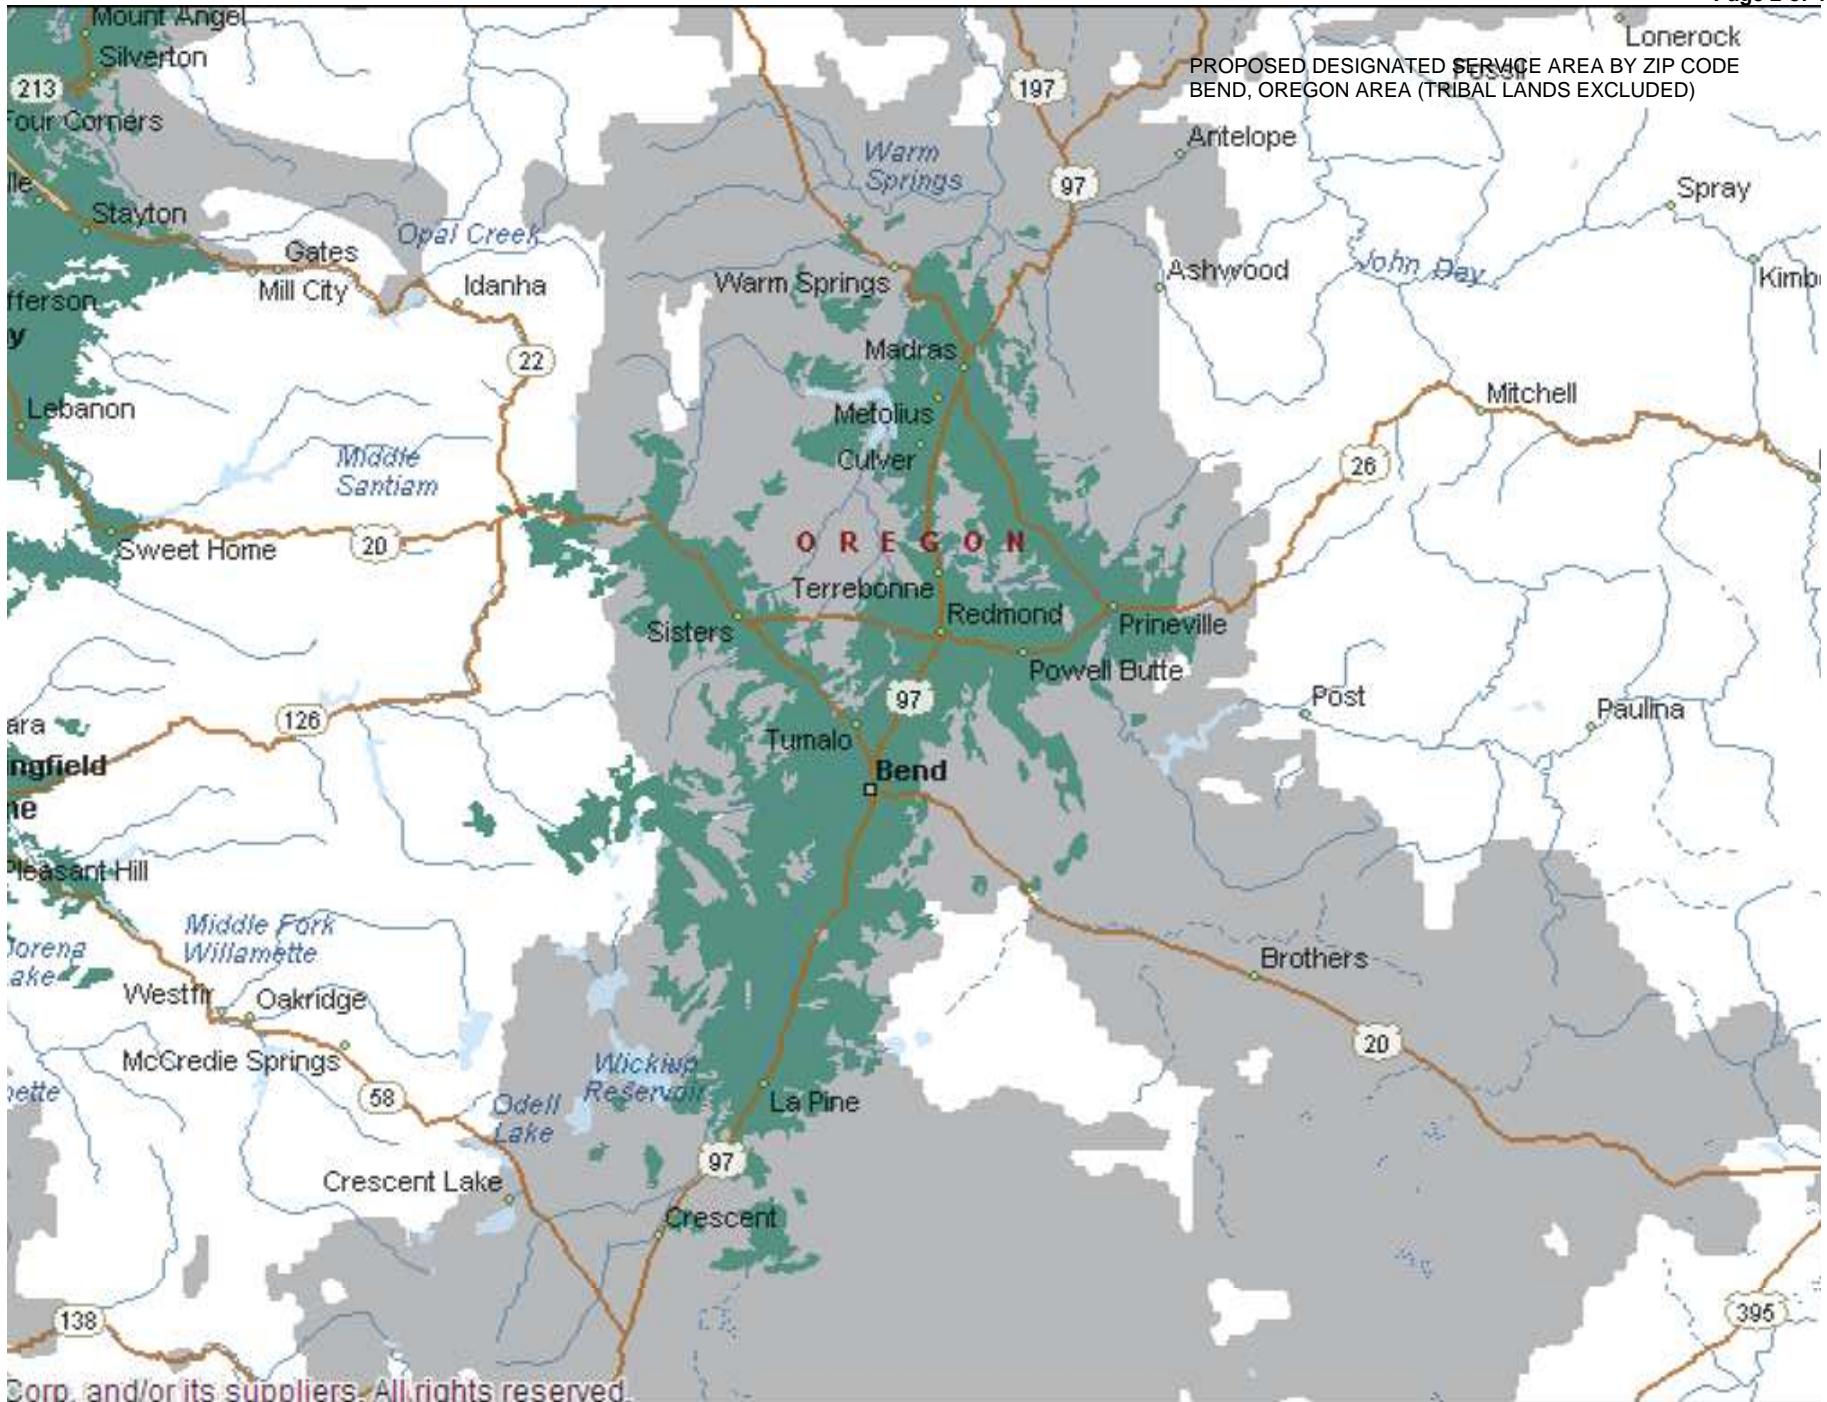 PROPOSED DESIGNATED SERVICE AREA BY ZIP CODE
BEND, OREGON AREA (TRIBAL LANDS EXCLUDED)
Mount Angel
Silverton
213
Four Corners
Lonerock
Fossil
197
Antelope
Warm
Springs
97
Spray
Stayton
Opal Creek
Gates
Mill City
Idanha
Warm Springs
Ashwood
John Day
22
Madras
Lebanon
Metolius
Mitchell
Culver
26
Middle
Santiam
OREGON
Sweet Home
20
Terrebonne
Redmond
Sisters
Prineville
Powell Butte
97
Post
Paulina
126
Tumalo
Bend
Pleasant Hill
Middle Fork
Willamette
Brothers
Westfir
Oakridge
McCredie Springs
20
58
Wickiup
Reservoir
Odell
Lake
La Pine
97
Crescent Lake
Crescent
138
395
Corp. and/or its suppliers. All rights reserved.